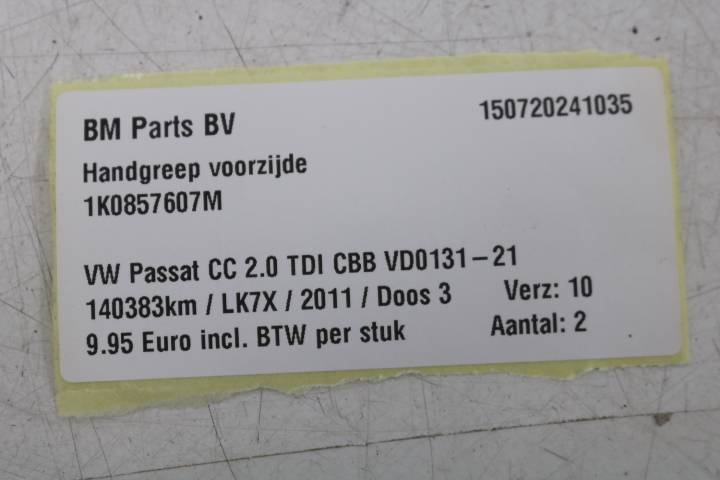 BM Parts BV 150720241035
Handgreep voorzijde
1K0857607M
VW Passat CC 2.0 TDI CBB VD0131-21
140383km / LK7X / 2011 / Doos 3 Verz: 10
9.95 Euro incl. BTW per stuk Aantal: 2